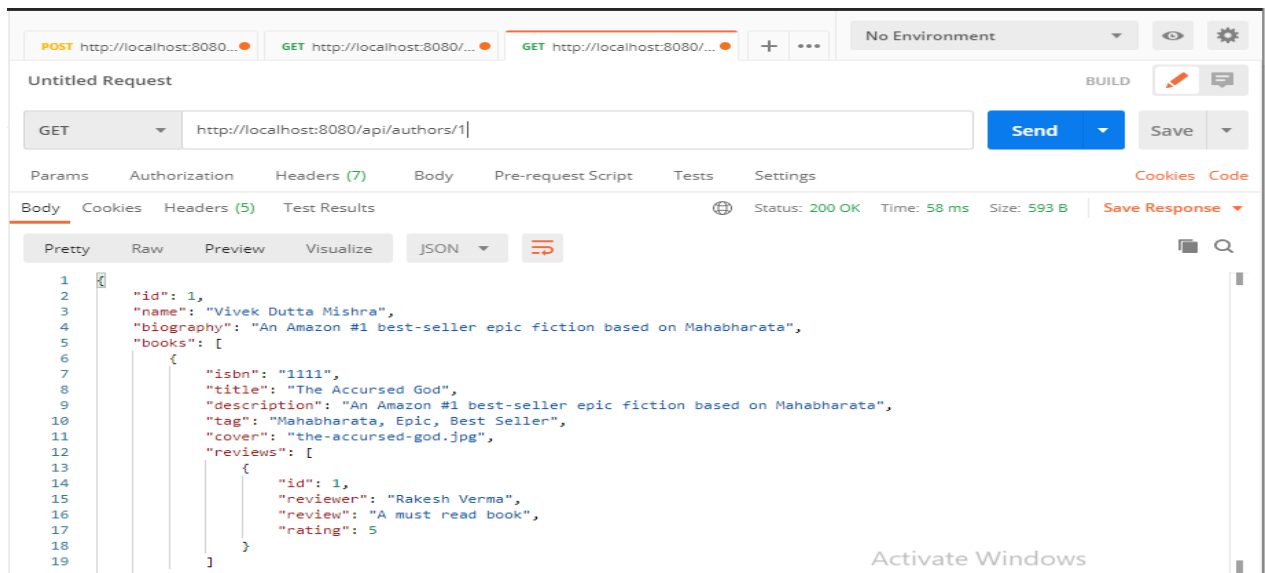 POST http://localhost:8080... GET http://localhost:8080/... GET http://localhost:8080/... + ••• No Environment
Untitled Request BUILD
GET http://localhost:8080/api/authors/1 Send Save
Params Authorization Headers (7) Body Pre-request Script Tests Settings Cookies Code
Body Cookies Headers (5) Test Results Status: 200 OK Time: 58 ms Size: 593 B Save Response
Pretty Raw Preview Visualize JSON
1 {
2 "id": 1,
3 "name": "Vivek Dutta Mishra",
4 "biography": "An Amazon #1 best-seller epic fiction based on Mahabharata",
5 "books": [
6 {
7 "isbn": "1111",
8 "title": "The Accursed God",
9 "description": "An Amazon #1 best-seller epic fiction based on Mahabharata",
10 "tag": "Mahabharata, Epic, Best Seller",
11 "cover": "the-accursed-god.jpg",
12 "reviews": [
13 {
14 "id": 1,
15 "reviewer": "Rakesh Verma",
16 "review": "A must read book",
17 "rating": 5
18 }
19 ]
Activate Windows